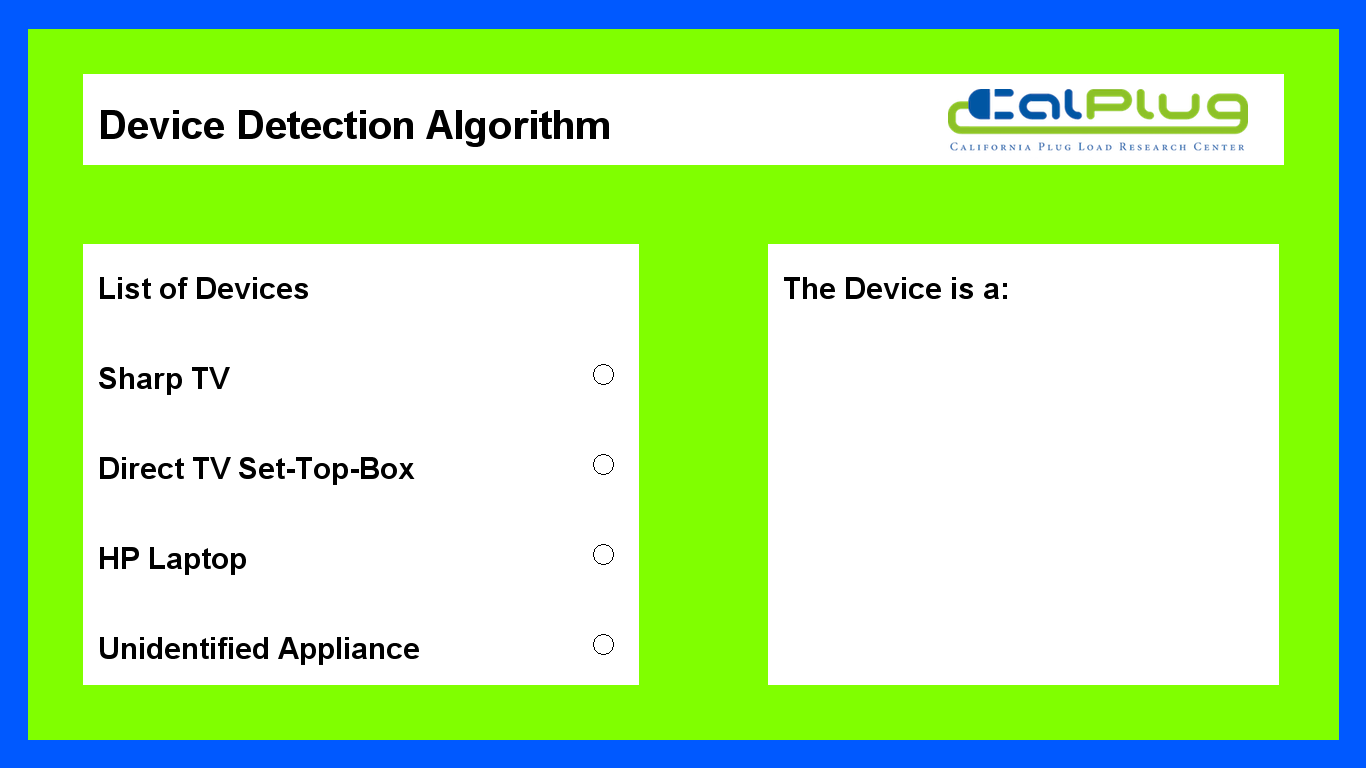 Device Detection Algorithm
CalPlug
California Plug Load Research Center
List of Devices
Sharp TV
Direct TV Set-Top-Box
HP Laptop
Unidentified Appliance
The Device is a: